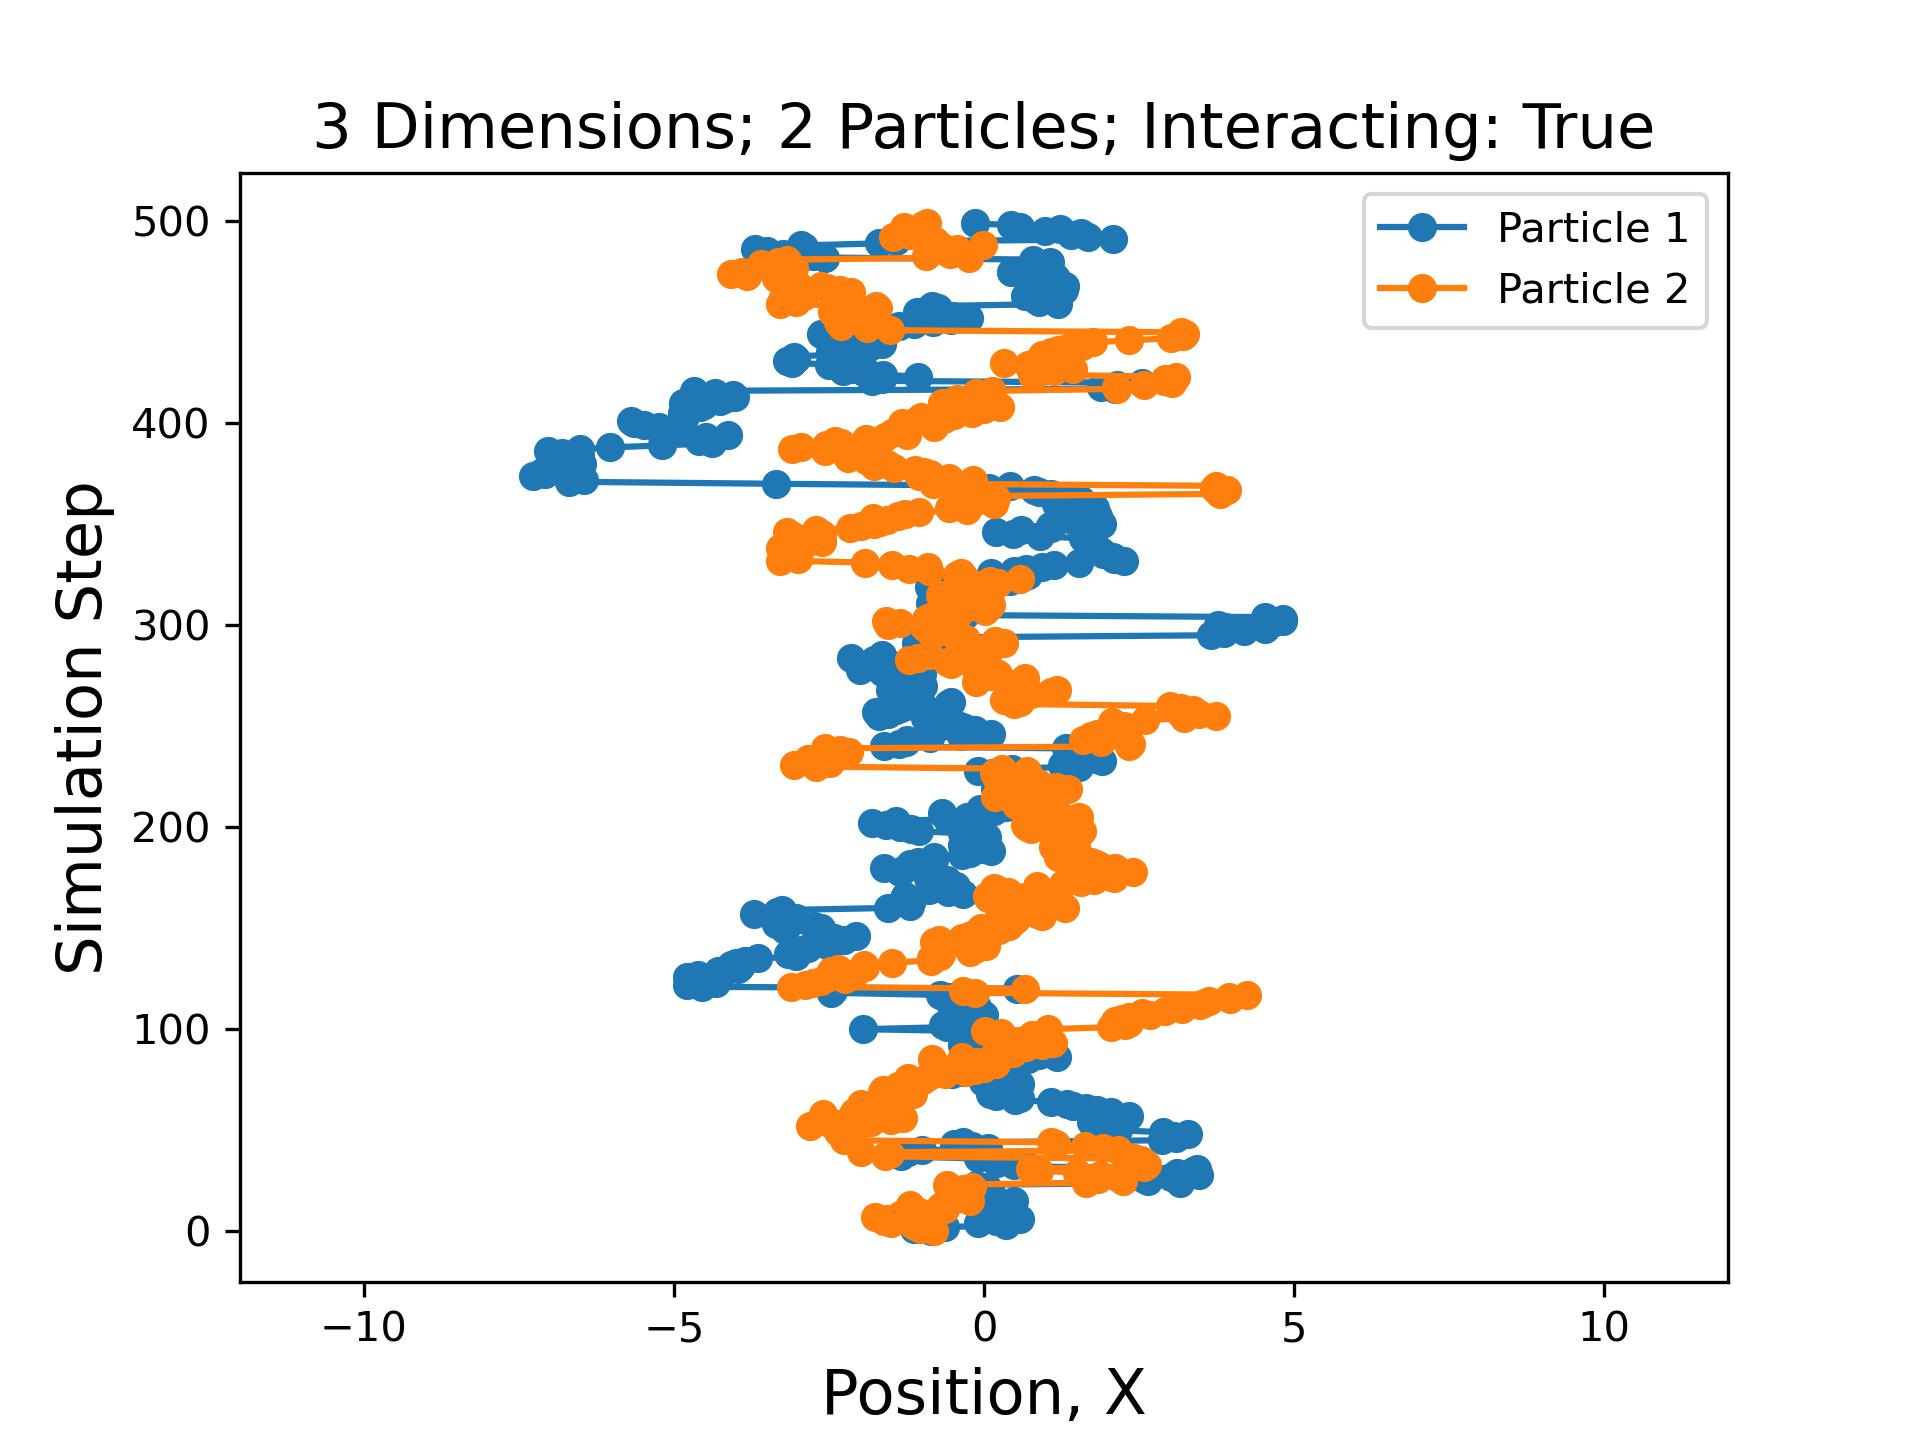 3 Dimensions; 2 Particles; Interacting: True
Particle 1
Particle 2
Simulation Step
500
400
300
200
100
0
−10
−5
0
5
10
Position, X